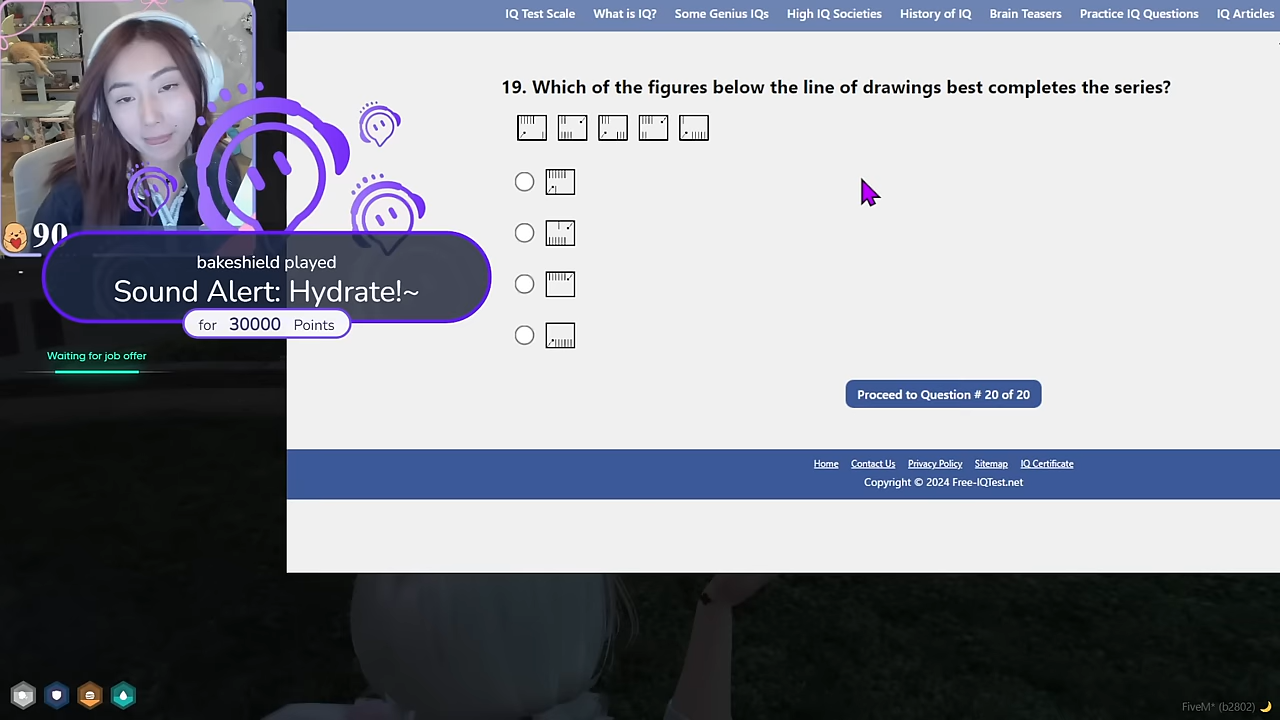 IQ Test Scale What is IQ? Some Genius IQs High IQ Societies History of IQ Brain Teasers Practice IQ Questions IQ Articles
19. Which of the figures below the line of drawings best completes the series?
90
bakeshield played
Sound Alert: Hydrate!~
for 30000 Points
Waiting for job offer
Proceed to Question # 20 of 20
Home Contact Us Privacy Policy Sitemap IQ Certificate
Copyright © 2024 Free-IQTest.net
FiveM* (b2802)